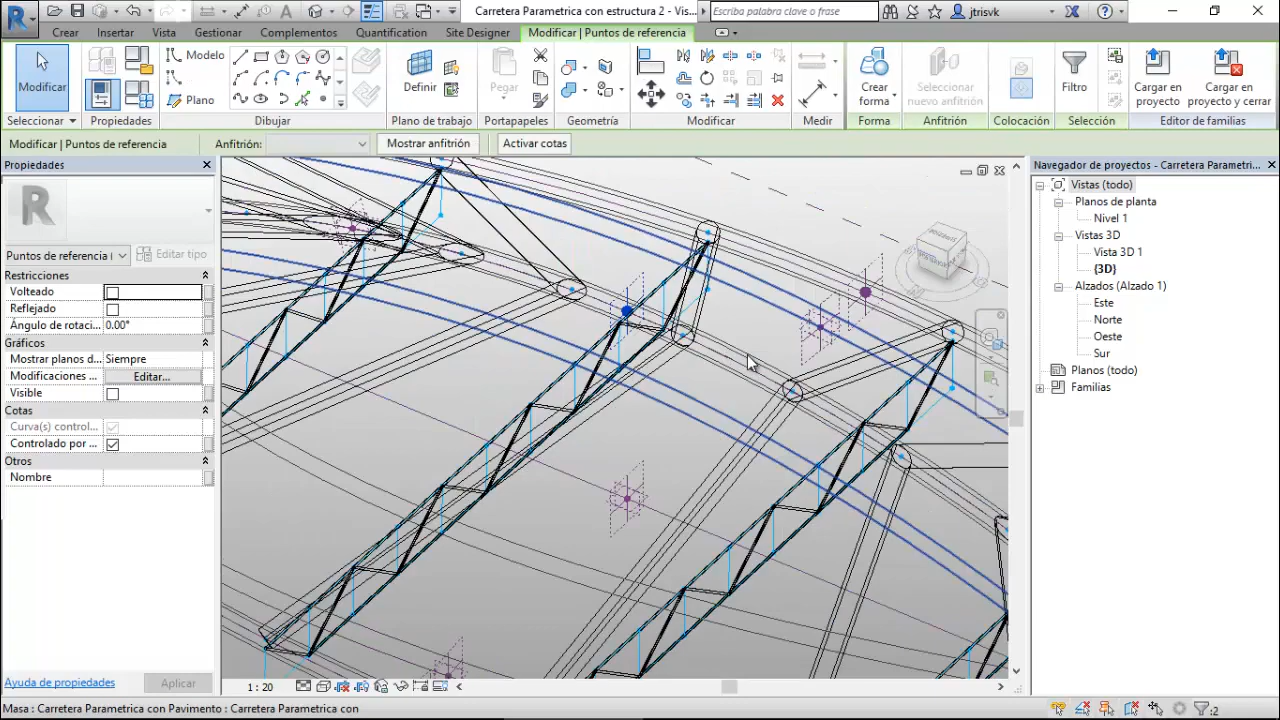 Carretera Parametrica con estructura 2 - Vis...
Escriba palabra clave o frase
jtrisvk
Crear
Insertar
Vista
Gestionar
Complementos
Quantification
Site Designer
Modificar | Puntos de referencia
Modificar
Modelo
Plano
Definir
Pegar
Crear
forma
Seleccionar
nuevo anfitrión
Filtro
Cargar en
proyecto
Cargar en
proyecto y cerrar
Seleccionar
Propiedades
Dibujar
Plano de trabajo
Portapapeles
Geometría
Modificar
Medir
Forma
Anfitrión
Colocación
Selección
Editor de familias
Modificar | Puntos de referencia
Anfitrión:
Mostrar anfitrión
Activar cotas
Propiedades
Puntos de referencia
Editar tipo
Restricciones
Volteado
Reflejado
Ángulo de rotaci...
0.00°
Gráficos
Mostrar planos d...
Siempre
Modificaciones ...
Editar...
Visible
Cotas
Curva(s) control...
Controlado por ...
Otros
Nombre
Ayuda de propiedades
Aplicar
Navegador de proyectos - Carretera Parametri...
Vistas (todo)
Planos de planta
Nivel 1
Vistas 3D
Vista 3D 1
{3D}
Alzados (Alzado 1)
Este
Norte
Oeste
Sur
Planos (todo)
Familias
1 : 20
Masa : Carretera Parametrica con Pavimento : Carretera Parametrica con
:2